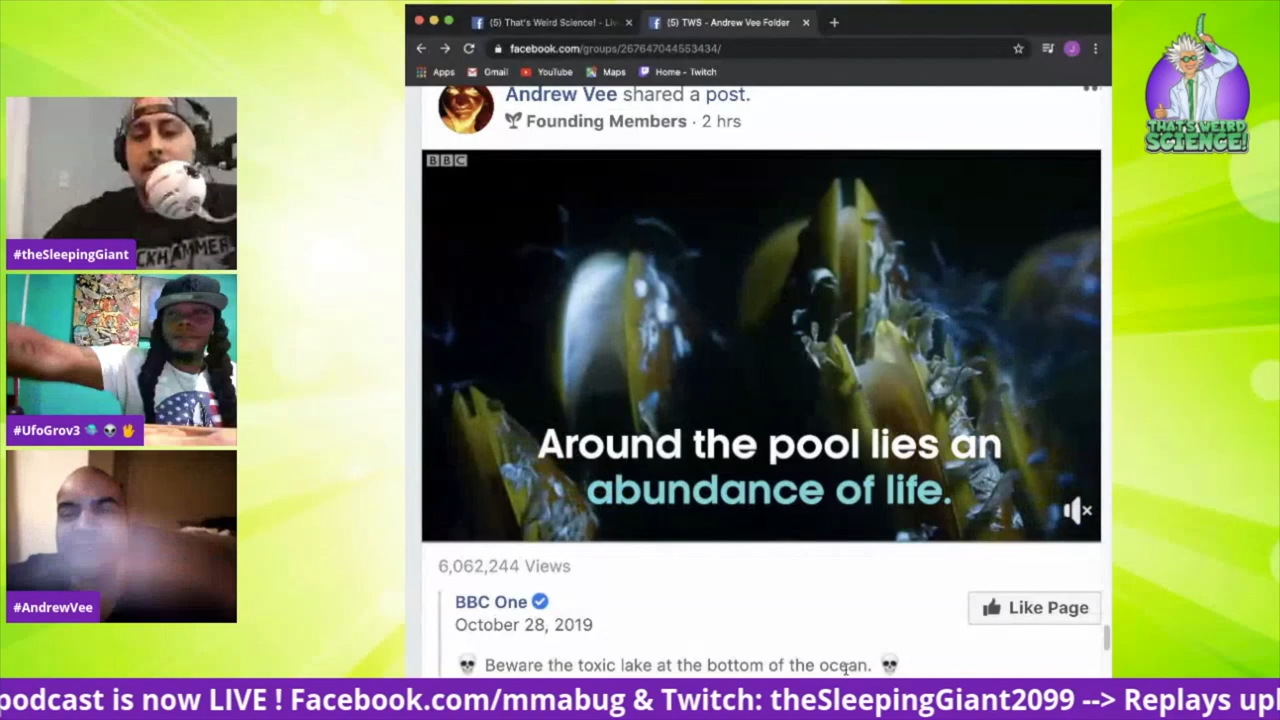 (5) That's Weird Science! - Li
(5) TWS - Andrew Vee Folder
facebook.com/groups/267647044553434/
Apps
Gmail
YouTube
Maps
Home - Twitch
THAT'S WEIRD
SCIENCE!
Andrew Vee shared a post.
Founding Members · 2 hrs
BBC
#theSleepingGiant
CKHAMMER
#UfoGrov3
#AndrewVee
Around the pool lies an
abundance of life.
6,062,244 Views
BBC One
October 28, 2019
Like Page
Beware the toxic lake at the bottom of the ocean.
podcast is now LIVE ! Facebook.com/mmabug & Twitch: theSleepingGiant2099 --> Replays upl